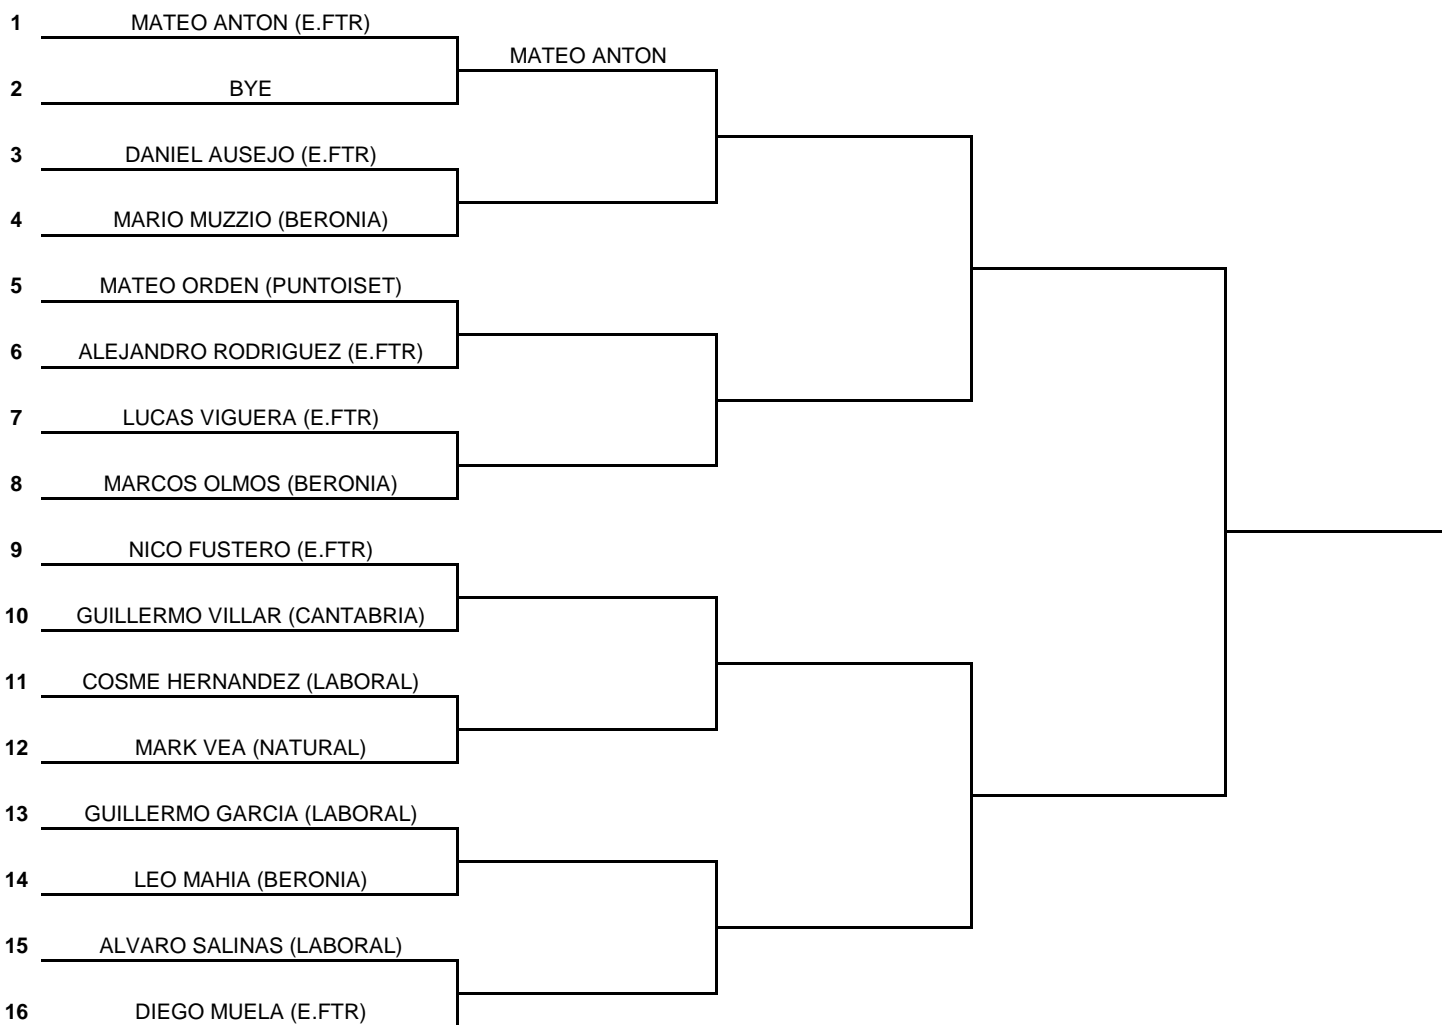 1 MATEO ANTON (E.FTR)
MATEO ANTON
2 BYE
3 DANIEL AUSEJO (E.FTR)
4 MARIO MUZZIO (BERONIA)
5 MATEO ORDEN (PUNTOISET)
6 ALEJANDRO RODRIGUEZ (E.FTR)
7 LUCAS VIGUERA (E.FTR)
8 MARCOS OLMOS (BERONIA)
9 NICO FUSTERO (E.FTR)
10 GUILLERMO VILLAR (CANTABRIA)
11 COSME HERNANDEZ (LABORAL)
12 MARK VEA (NATURAL)
13 GUILLERMO GARCIA (LABORAL)
14 LEO MAHIA (BERONIA)
15 ALVARO SALINAS (LABORAL)
16 DIEGO MUELA (E.FTR)